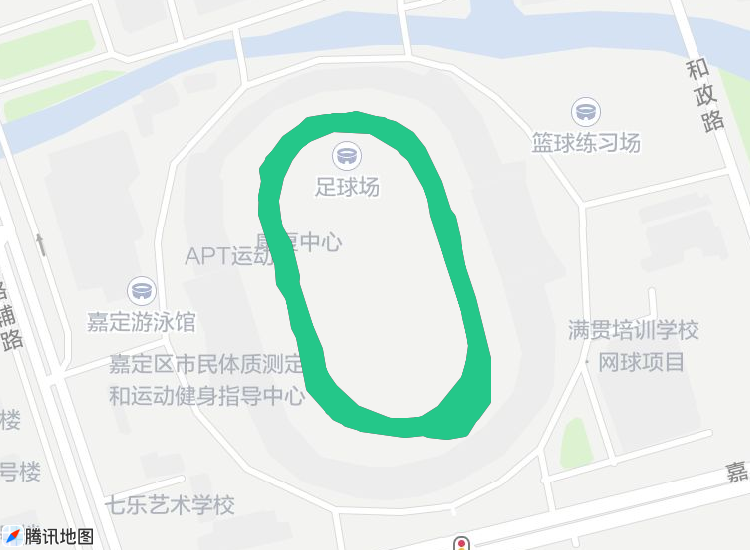 和政路
篮球练习场
足球场
康复中心
APT运动
嘉定游泳馆
满贯培训学校
网球项目
嘉定区市民体质测定
和运动健身指导中心
辅路
楼
号楼
七乐艺术学校
嘉
腾讯地图